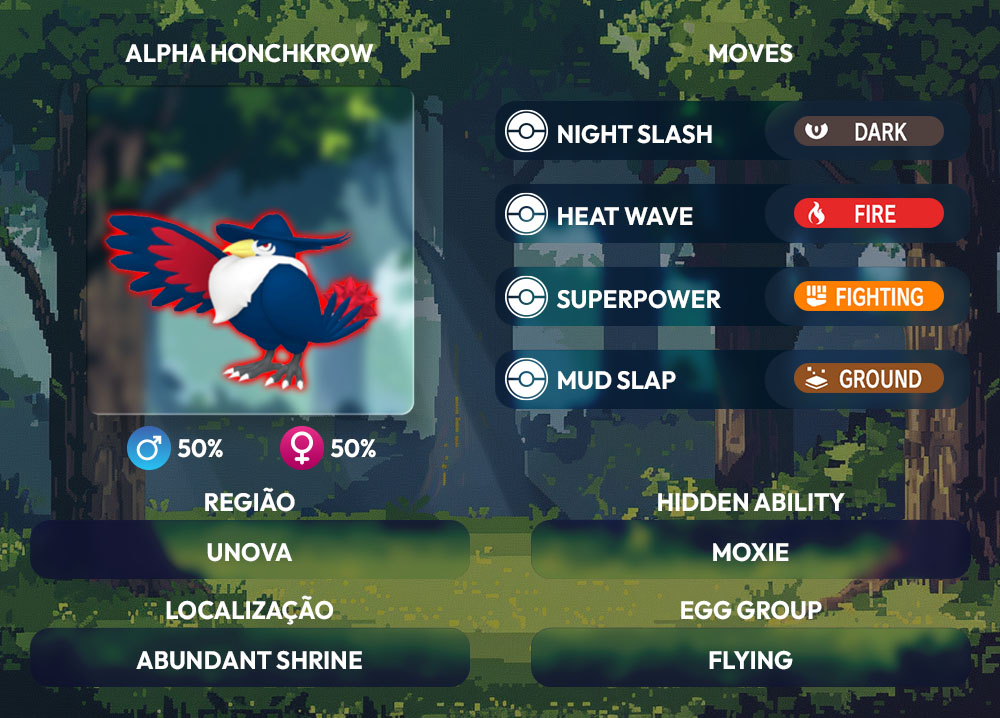 ALPHA HONCHKROW
♂ 50% ♀ 50%
REGIÃO
UNOVA
LOCALIZAÇÃO
ABUNDANT SHRINE
MOVES
NIGHT SLASH DARK
HEAT WAVE FIRE
SUPERPOWER FIGHTING
MUD SLAP GROUND
HIDDEN ABILITY
MOXIE
EGG GROUP
FLYING